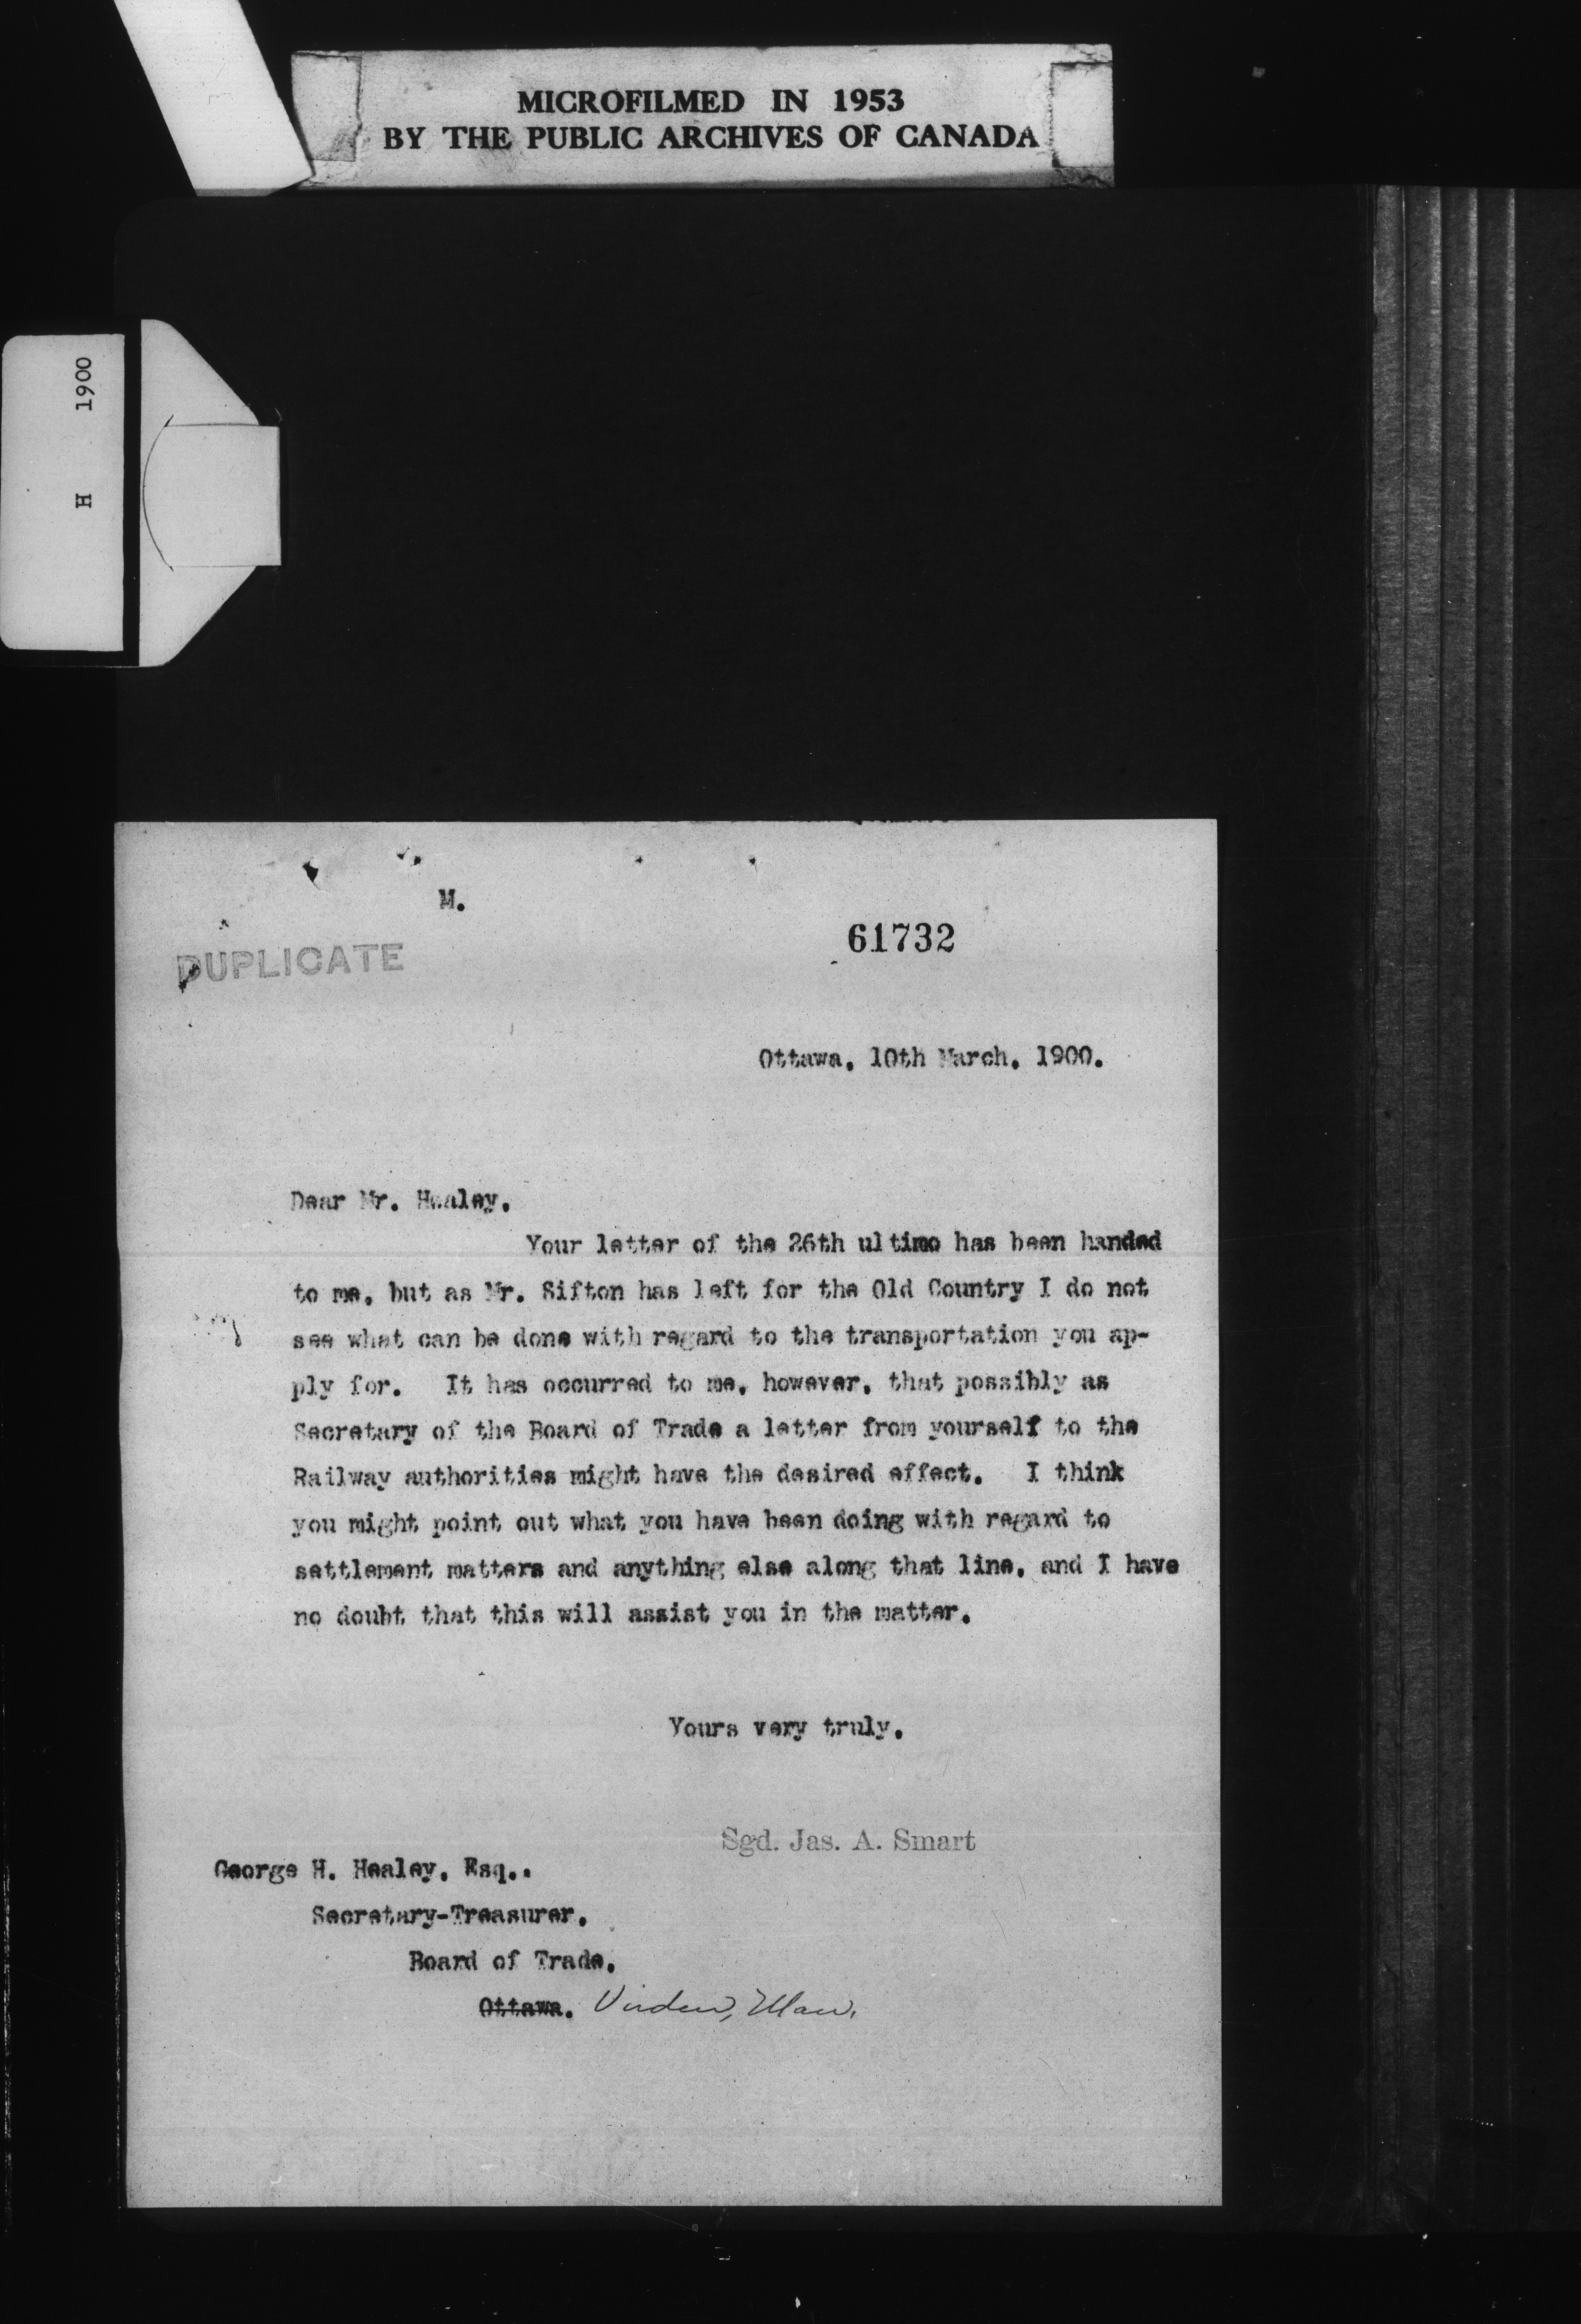 MICROFILMED IN 1953
BY THE PUBLIC ARCHIVES OF CANADA
H 1900
M.
61732
DUPLICATE
Ottawa, 10th March, 1900.
Dear Mr. Healey,
Your letter of the 26th ultimo has been handed
to me, but as Mr. Sifton has left for the Old Country I do not
see what can be done with regard to the transportation you ap-
ply for. It has occurred to me, however, that possibly as
Secretary of the Board of Trade a letter from yourself to the
Railway authorities might have the desired effect. I think
you might point out what you have been doing with regard to
settlement matters and anything else along that line, and I have
no doubt that this will assist you in the matter.
Yours very truly,
Sgd. Jas. A. Smart
George H. Healey, Esq.,
Secretary-Treasurer,
Board of Trade,
Ottawa. Virden, Man.